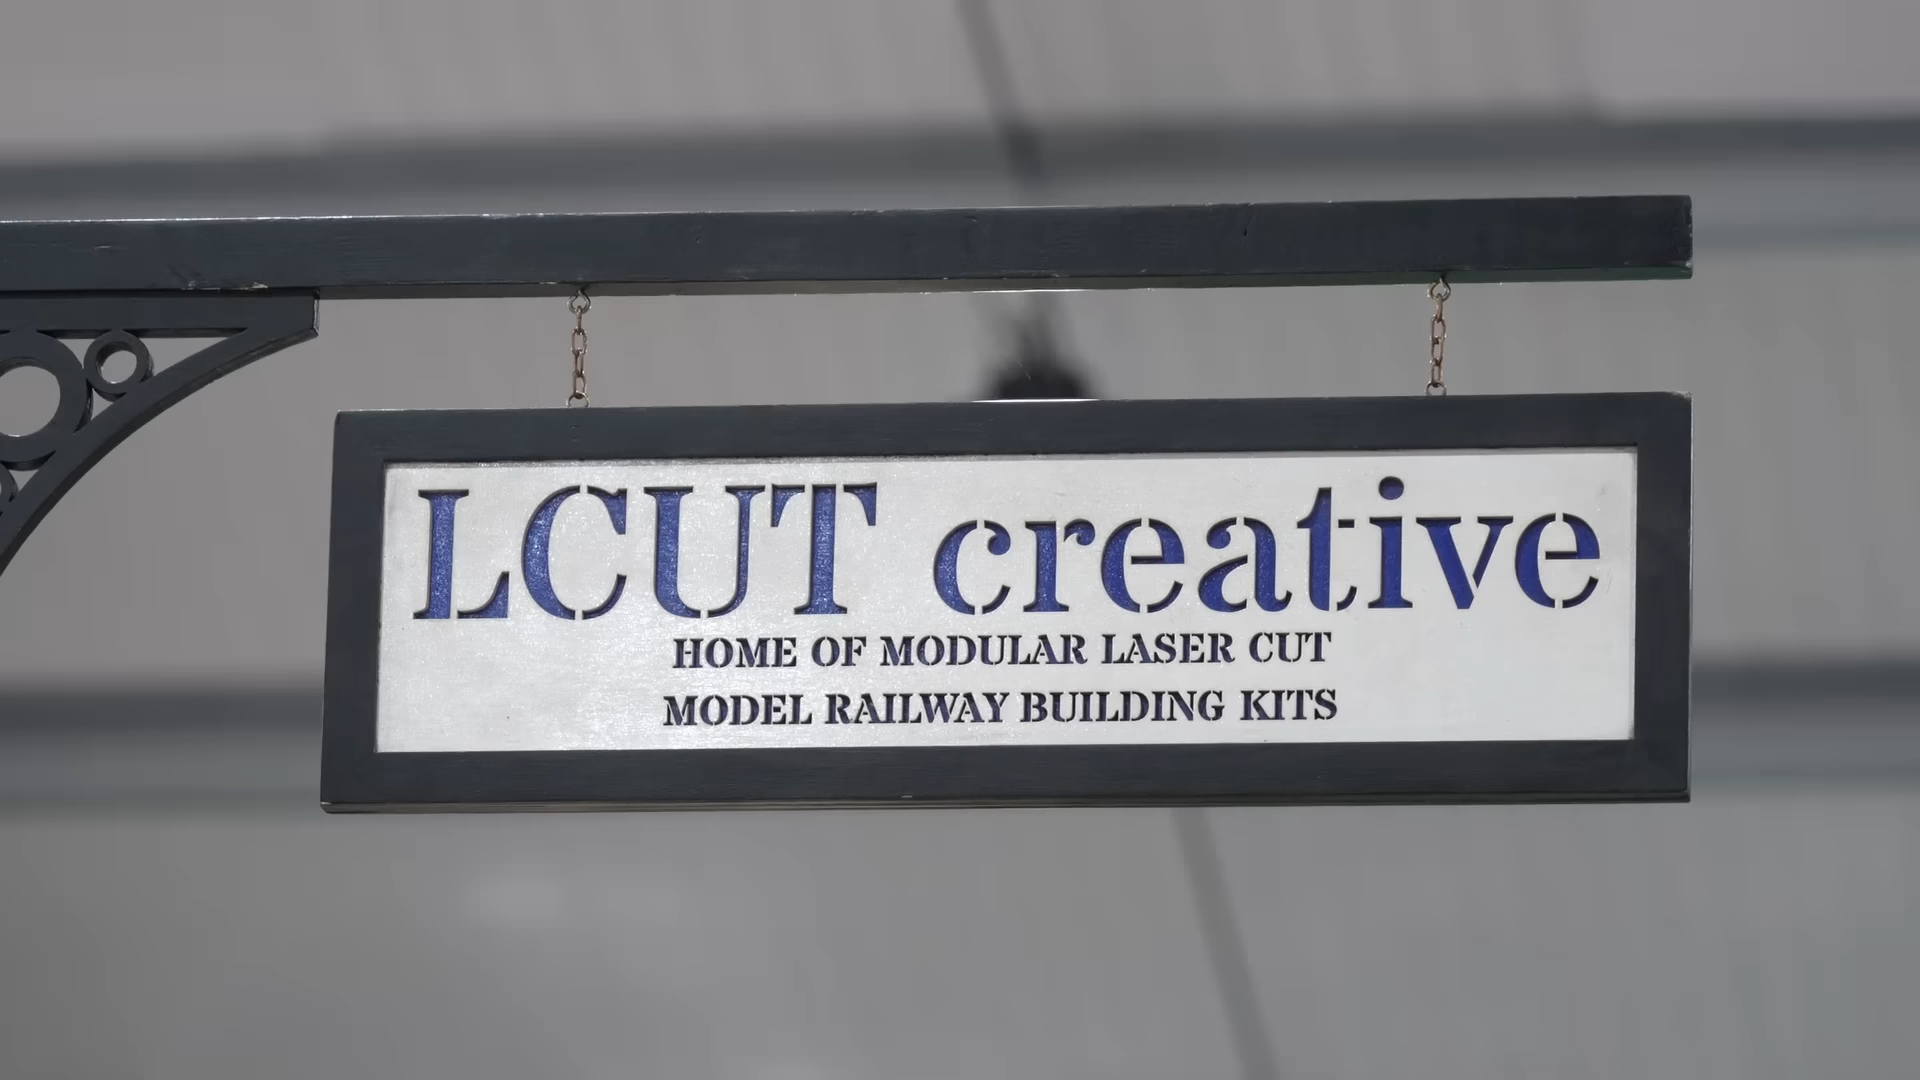 LCUT creative
HOME OF MODULAR LASER CUT
MODEL RAILWAY BUILDING KITS